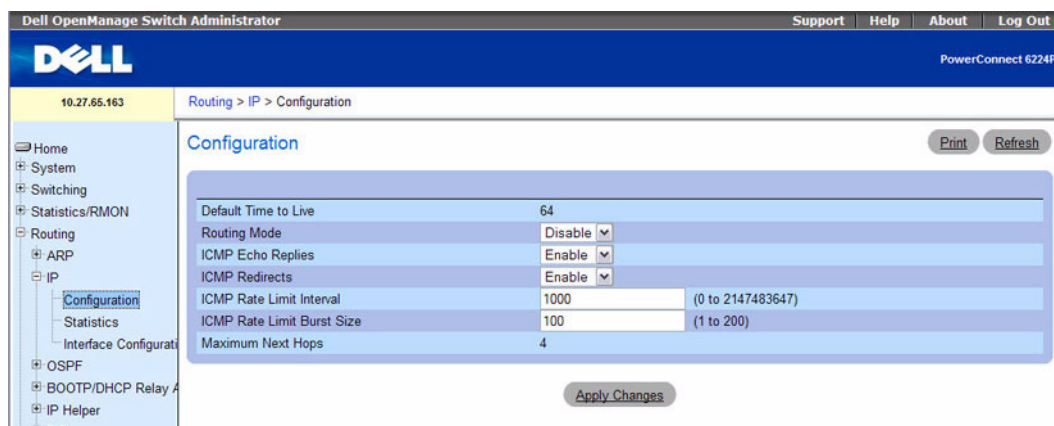 Dell OpenManage Switch Administrator Support Help About Log Out
DELL
PowerConnect 6224
10.27.65.163 Routing > IP > Configuration
Home
System
Switching
Statistics/RMON
Routing
ARP
IP
Configuration
Statistics
Interface Configurati
OSPF
BOOTP/DHCP Relay A
IP Helper
Configuration Print Refresh
Default Time to Live 64
Routing Mode Disable
ICMP Echo Replies Enable
ICMP Redirects Enable
ICMP Rate Limit Interval 1000 (0 to 2147483647)
ICMP Rate Limit Burst Size 100 (1 to 200)
Maximum Next Hops 4
Apply Changes